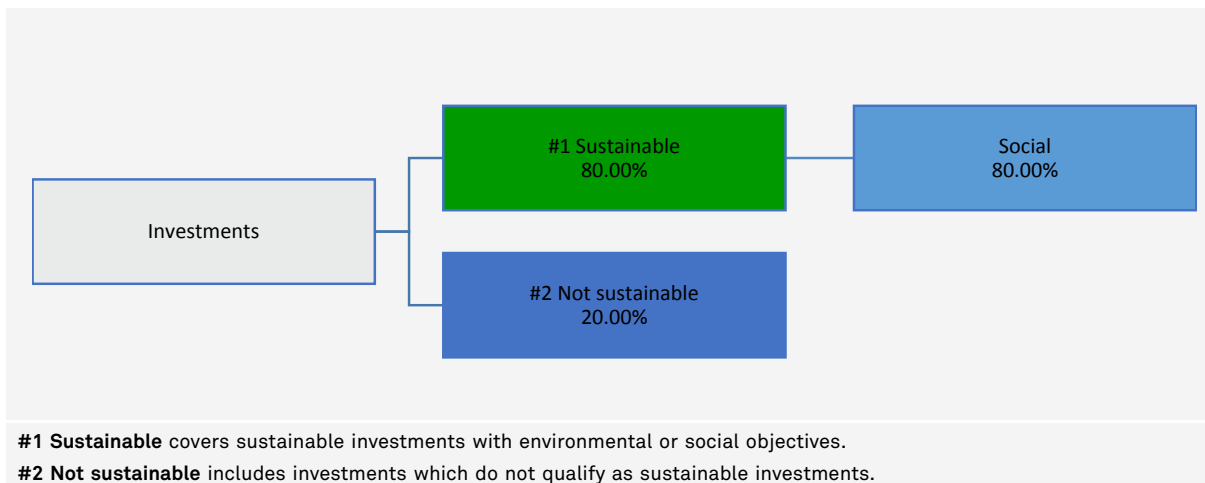 #1 Sustainable
80.00%
Social
80.00%
Investments
#2 Not sustainable
20.00%
#1 Sustainable covers sustainable investments with environmental or social objectives.
#2 Not sustainable includes investments which do not qualify as sustainable investments.